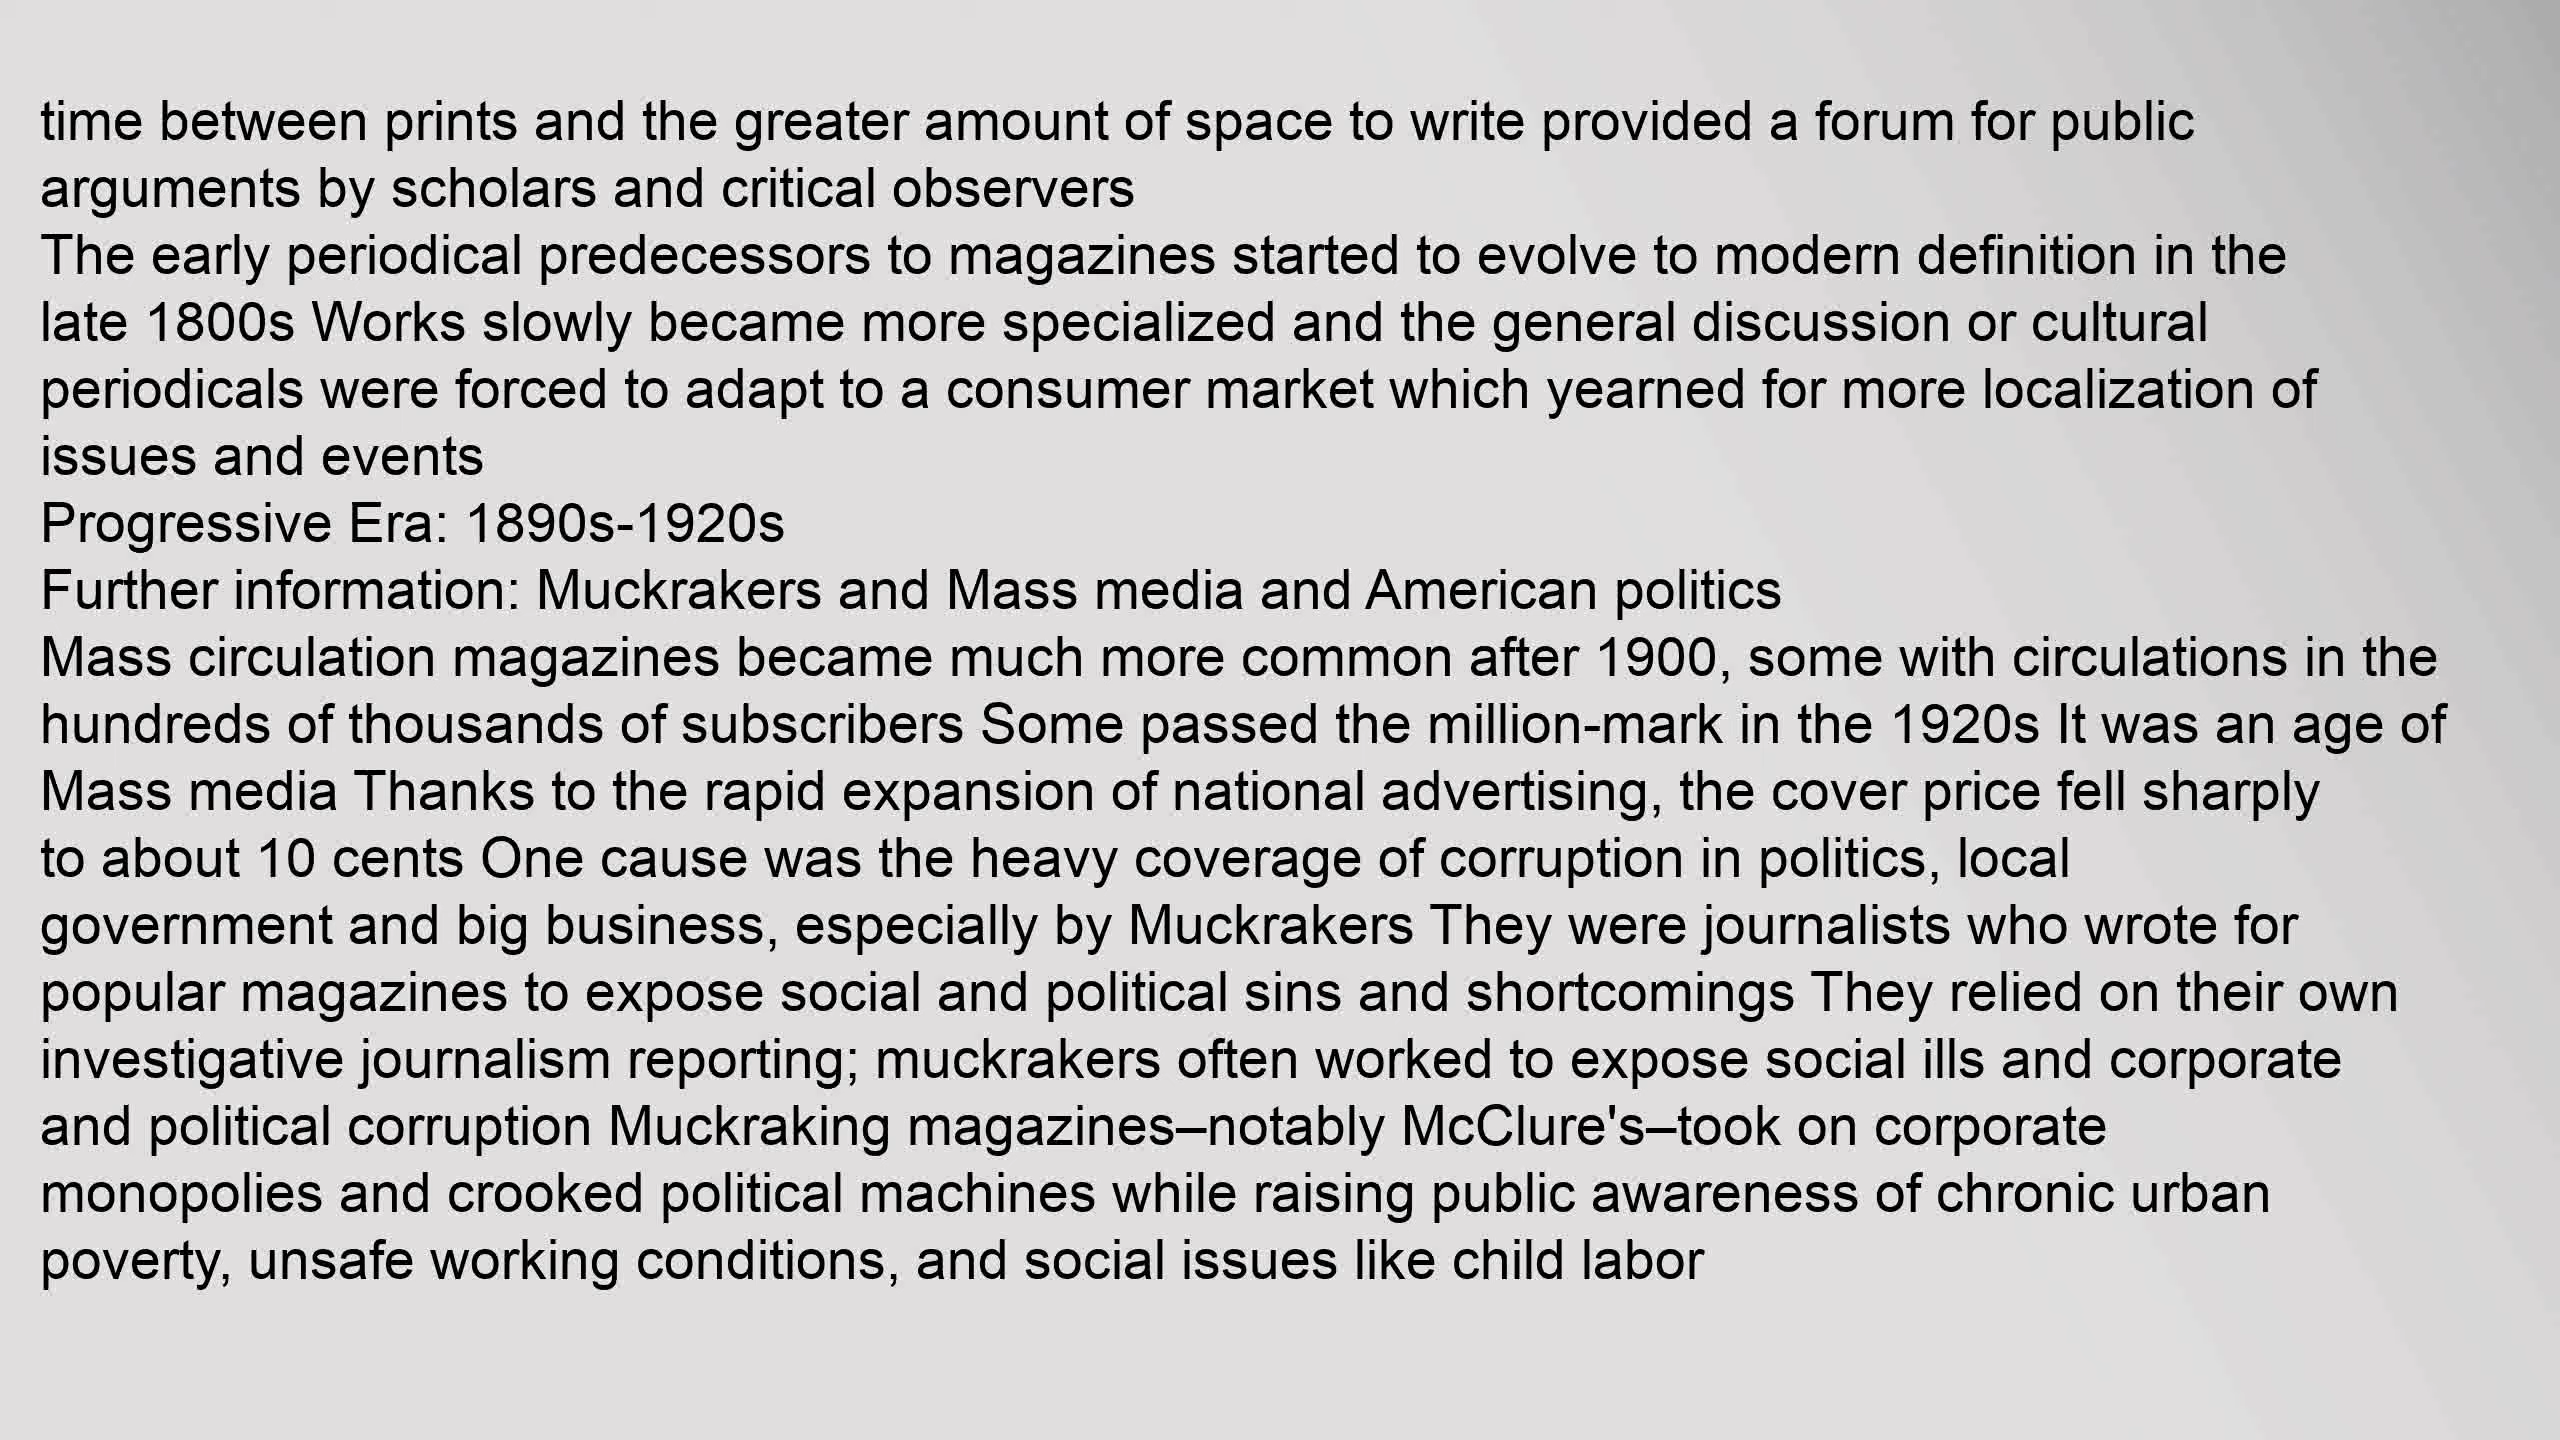 time between prints and the greater amount of space to write provided a forum for public
arguments by scholars and critical observers
The early periodical predecessors to magazines started to evolve to modern definition in the
late 1800s Works slowly became more specialized and the general discussion or cultural
periodicals were forced to adapt to a consumer market which yearned for more localization of
issues and events
Progressive Era: 1890s-1920s
Further information: Muckrakers and Mass media and American politics
Mass circulation magazines became much more common after 1900, some with circulations in the
hundreds of thousands of subscribers Some passed the million-mark in the 1920s It was an age of
Mass media Thanks to the rapid expansion of national advertising, the cover price fell sharply
to about 10 cents One cause was the heavy coverage of corruption in politics, local
government and big business, especially by Muckrakers They were journalists who wrote for
popular magazines to expose social and political sins and shortcomings They relied on their own
investigative journalism reporting; muckrakers often worked to expose social ills and corporate
and political corruption Muckraking magazines–notably McClure's–took on corporate
monopolies and crooked political machines while raising public awareness of chronic urban
poverty, unsafe working conditions, and social issues like child labor